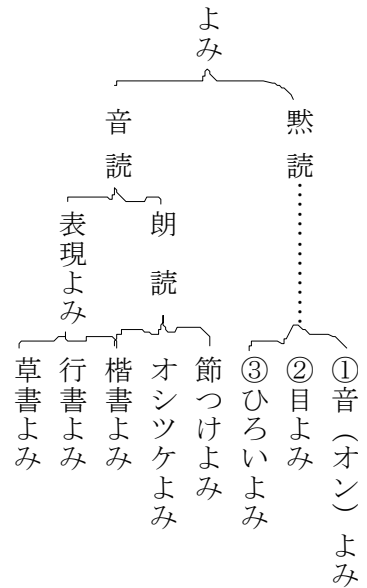 よみ
黙読
音読
朗読
表現よみ
①音（オン）よみ
②目よみ
③ひろいよみ
節つけよみ
オシツケよみ
楷書よみ
行書よみ
草書よみ